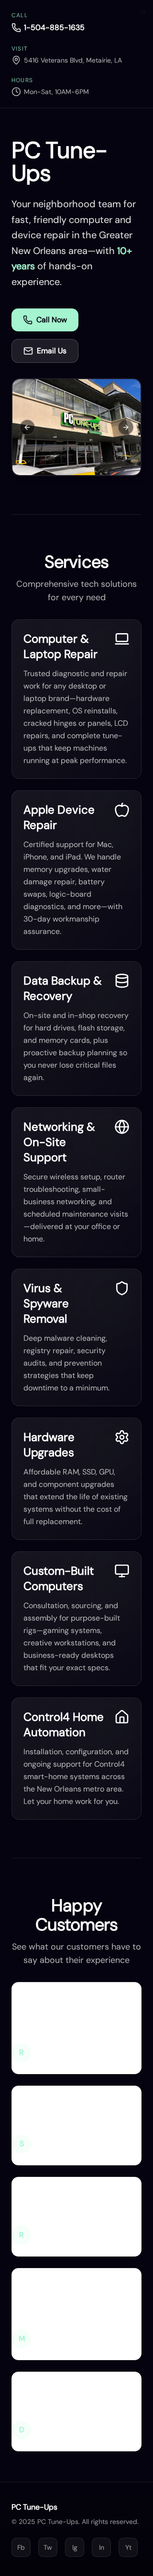 CALL
1-504-885-1635
VISIT
5416 Veterans Blvd, Metairie, LA
HOURS
Mon-Sat, 10AM-6PM
PC Tune-
Ups
Your neighborhood team for
fast, friendly computer and
device repair in the Greater
New Orleans area—with 10+
years of hands-on
experience.
Call Now
Email Us
PC
Services
Comprehensive tech solutions
for every need
Computer &
Laptop Repair
Trusted diagnostic and repair
work for any desktop or
laptop brand—hardware
replacement, OS reinstalls,
cracked hinges or panels, LCD
repairs, and complete tune-
ups that keep machines
running at peak performance.
Apple Device
Repair
Certified support for Mac,
iPhone, and iPad. We handle
memory upgrades, water
damage repair, battery
swaps, logic-board
diagnostics, and more—with
30-day workmanship
assurance.
Data Backup &
Recovery
On-site and in-shop recovery
for hard drives, flash storage,
and memory cards, plus
proactive backup planning so
you never lose critical files
again.
Networking &
On-Site
Support
Secure wireless setup, router
troubleshooting, small-
business networking, and
scheduled maintenance visits
—delivered at your office or
home.
Virus &
Spyware
Removal
Deep malware cleaning,
registry repair, security
audits, and prevention
strategies that keep
downtime to a minimum.
Hardware
Upgrades
Affordable RAM, SSD, GPU,
and component upgrades
that extend the life of existing
systems without the cost of
full replacement.
Custom-Built
Computers
Consultation, sourcing, and
assembly for purpose-built
rigs—gaming systems,
creative workstations, and
business-ready desktops
that fit your exact specs.
Control4 Home
Automation
Installation, configuration, and
ongoing support for Control4
smart-home systems across
the New Orleans metro area.
Let your home work for you.
Happy
Customers
See what our customers have to
say about their experience
R
S
R
M
D
PC Tune-Ups
© 2025 PC Tune-Ups. All rights reserved.
Fb Tw Ig In Yt